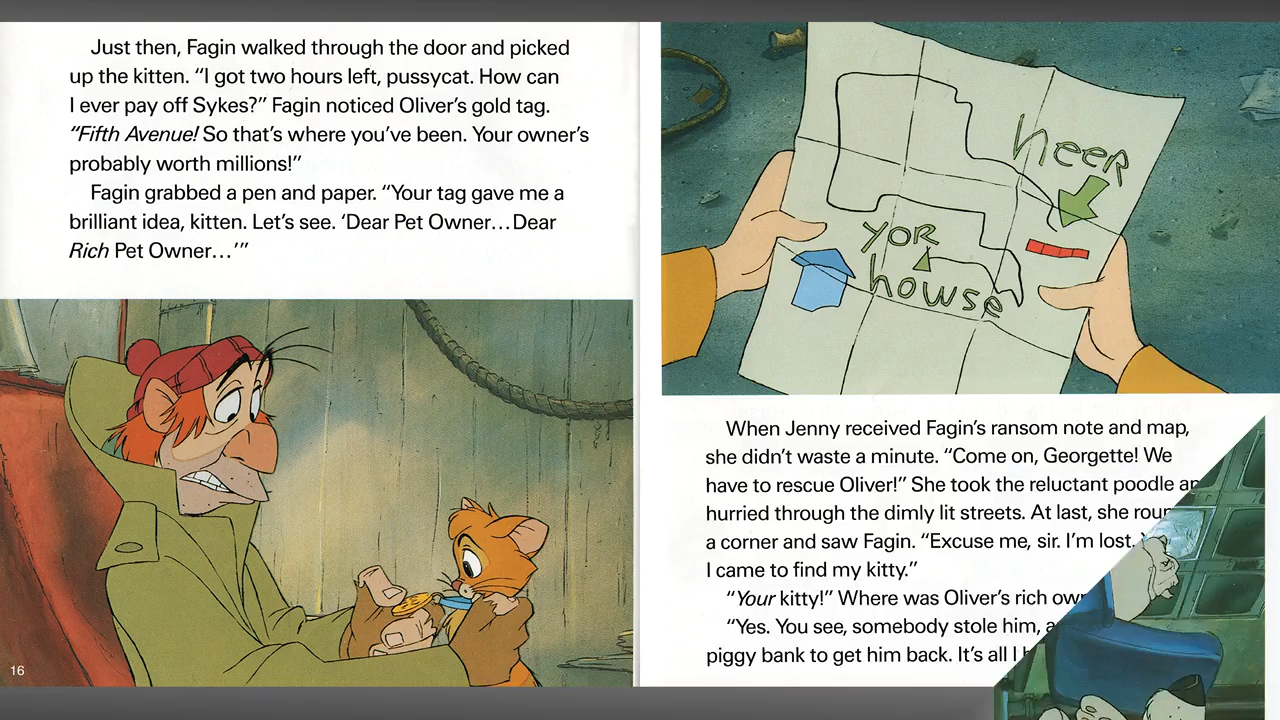 Just then, Fagin walked through the door and picked
up the kitten. “I got two hours left, pussycat. How can
I ever pay off Sykes?” Fagin noticed Oliver’s gold tag.
“Fifth Avenue! So that’s where you’ve been. Your owner’s
probably worth millions!”
Fagin grabbed a pen and paper. “Your tag gave me a
brilliant idea, kitten. Let’s see. ‘Dear Pet Owner...Dear
Rich Pet Owner...’”
16
heer
yor
howse
When Jenny received Fagin’s ransom note and map,
she didn’t waste a minute. “Come on, Georgette! We
have to rescue Oliver!” She took the reluctant poodle
hurried through the dimly lit streets. At last, she
a corner and saw Fagin. “Excuse me, sir. I’m lost.
I came to find my kitty.”
“Your kitty!” Where was Oliver’s rich
“Yes. You see, somebody stole him,
piggy bank to get him back. It’s all I